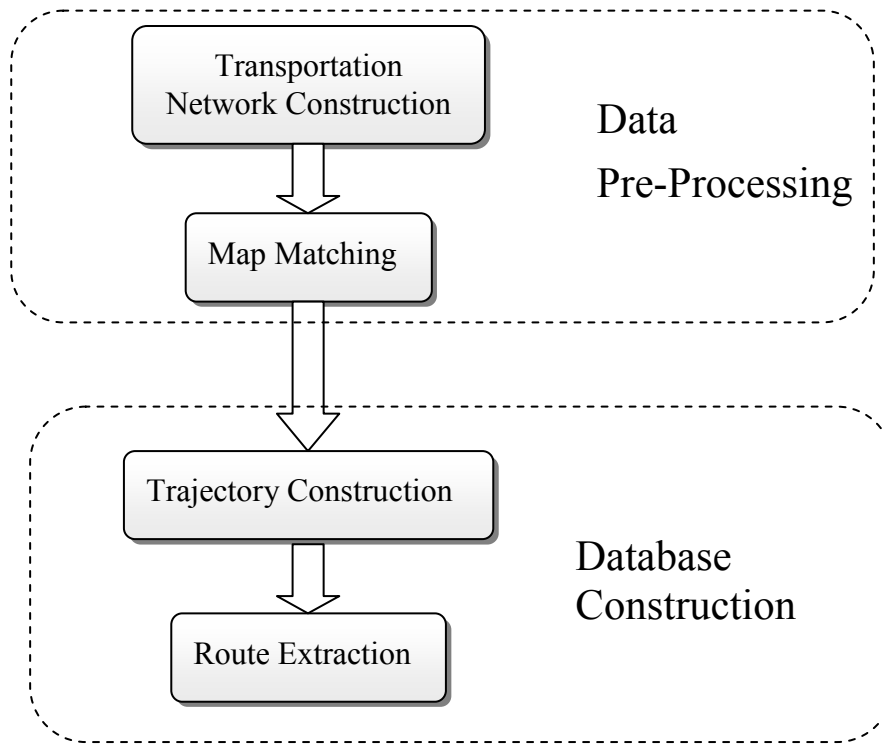 Transportation
Network Construction
Data
Pre-Processing
Map Matching
Trajectory Construction
Database
Construction
Route Extraction